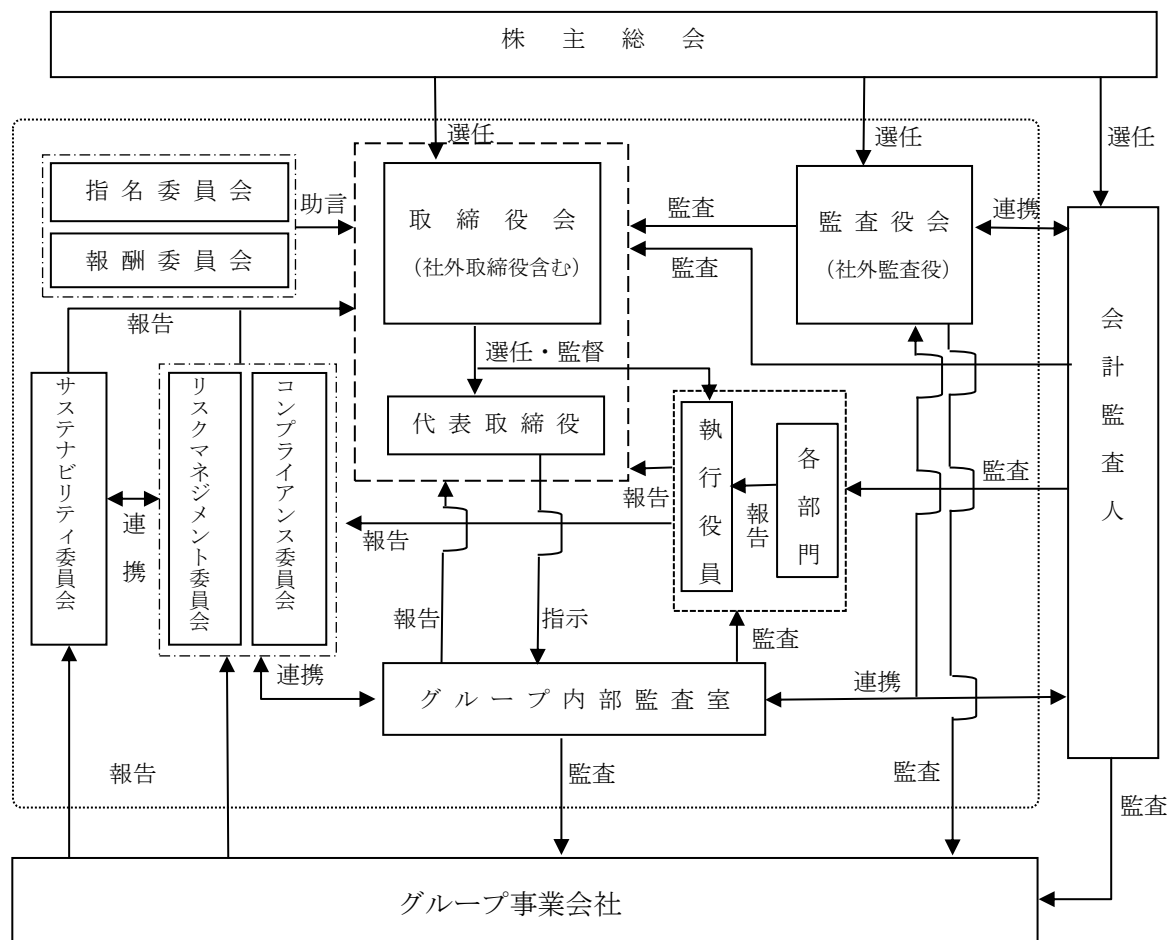 株主総会
選任
選任
選任
指名委員会
報酬委員会
助言
取締役会
（社外取締役含む）
監査
監査
監査役会
（社外監査役）
連携
会計監査人
報告
選任・監督
代表取締役
サステナビリティ委員会
リスクマネジメント委員会
コンプライアンス委員会
連携
執行役員
各部門
報告
報告
報告
監査
報告
指示
監査
連携
グループ内部監査室
連携
報告
監査
監査
監査
グループ事業会社